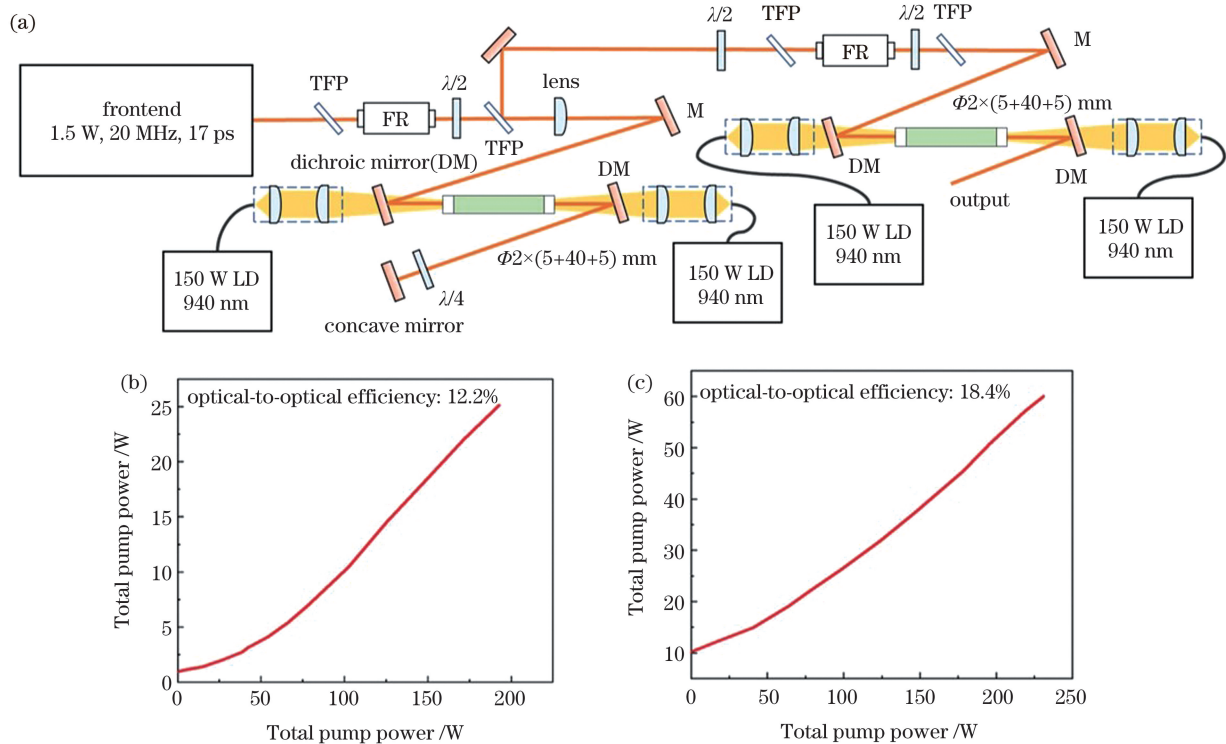 (a)
frontend
1.5 W, 20 MHz, 17 ps
TFP
FR
λ/2
TFP
lens
M
λ/2
TFP
FR
λ/2
TFP
M
dichroic mirror(DM)
DM
Φ2×(5+40+5) mm
150 W LD
940 nm
λ/4
concave mirror
150 W LD
940 nm
Φ2×(5+40+5) mm
DM
DM
output
150 W LD
940 nm
150 W LD
940 nm
(b)
optical-to-optical efficiency: 12.2%
Total pump power /W
25
20
15
10
5
0
0 50 100 150 200
Total pump power /W
(c)
optical-to-optical efficiency: 18.4%
Total pump power /W
60
50
40
30
20
10
0 50 100 150 200 250
Total pump power /W